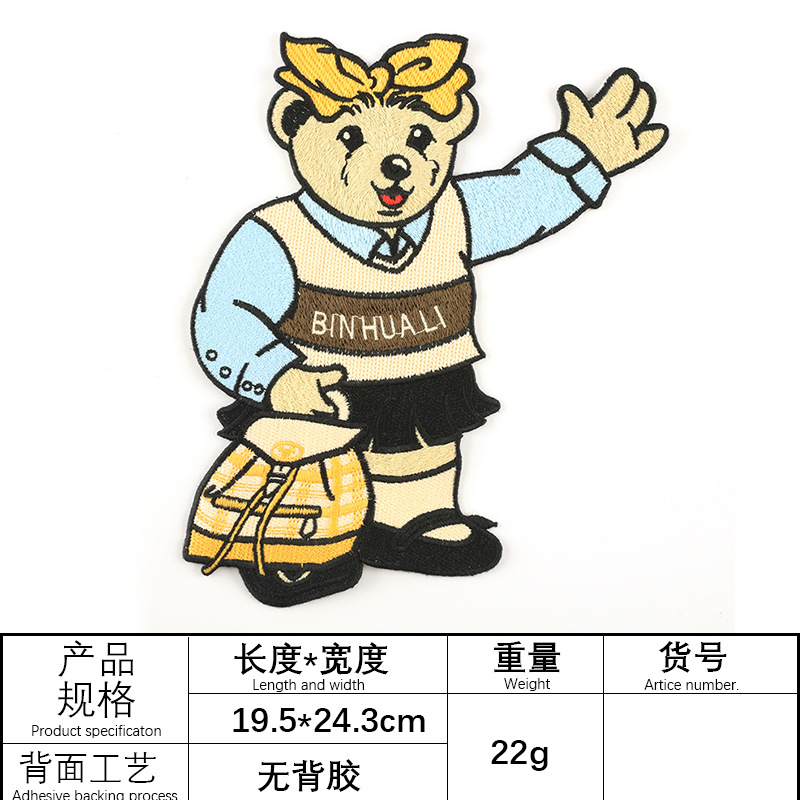 BINHUALI
产品
规格
Product specificaton
长度*宽度
Length and width
重量
Weight
货号
Artice number.
19.5*24.3cm
22g
背面工艺
Adhesive backing process
无背胶